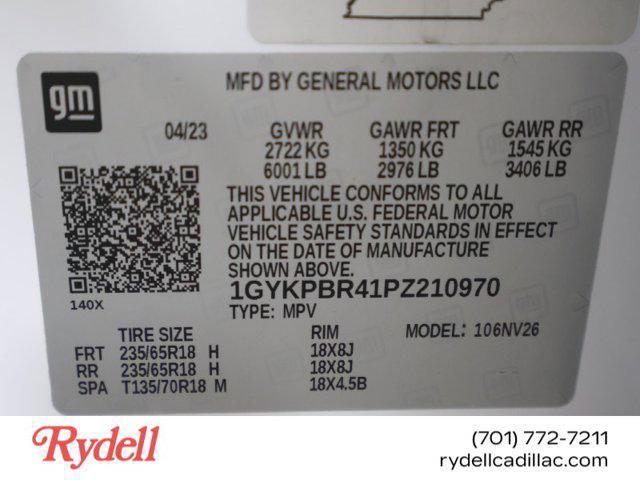 gm
MFD BY GENERAL MOTORS LLC
04/23 GVWR GAWR FRT GAWR RR
2722 KG 1350 KG 1545 KG
6001 LB 2976 LB 3406 LB
THIS VEHICLE CONFORMS TO ALL
APPLICABLE U.S. FEDERAL MOTOR
VEHICLE SAFETY STANDARDS IN EFFECT
ON THE DATE OF MANUFACTURE
SHOWN ABOVE.
140X 1GYKPBR41PZ210970
TYPE: MPV
TIRE SIZE RIM MODEL: 106NV26
FRT 235/65R18 H 18X8J
RR 235/65R18 H 18X8J
SPA T135/70R18 M 18X4.5B
Rydell
(701) 772-7211
rydellcadillac.com